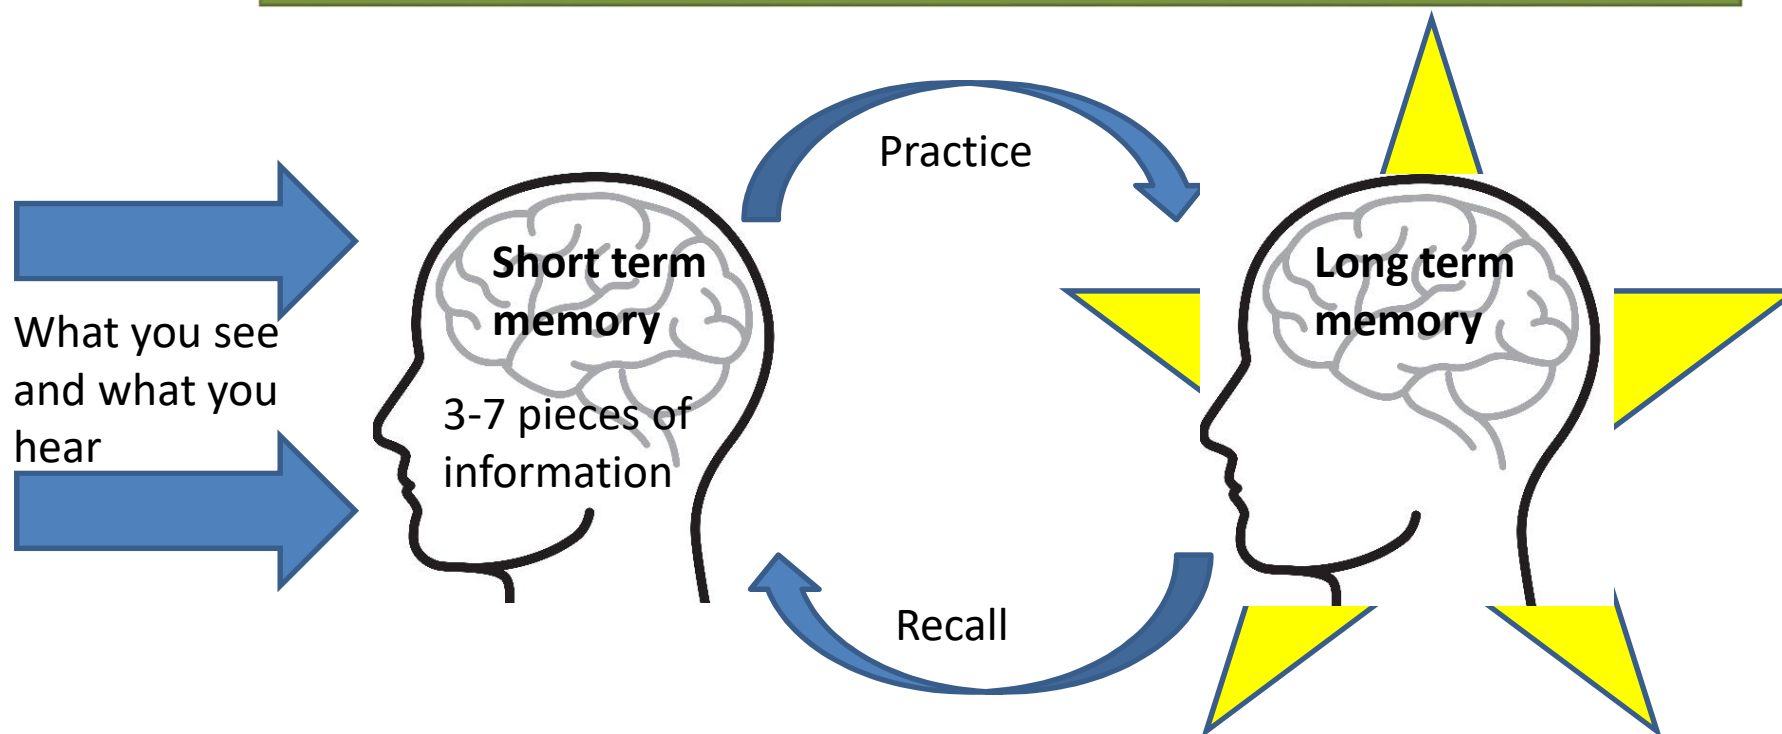 What you see
and what you
hear
Short term
memory
3-7 pieces of
information
Practice
Recall
Long term
memory